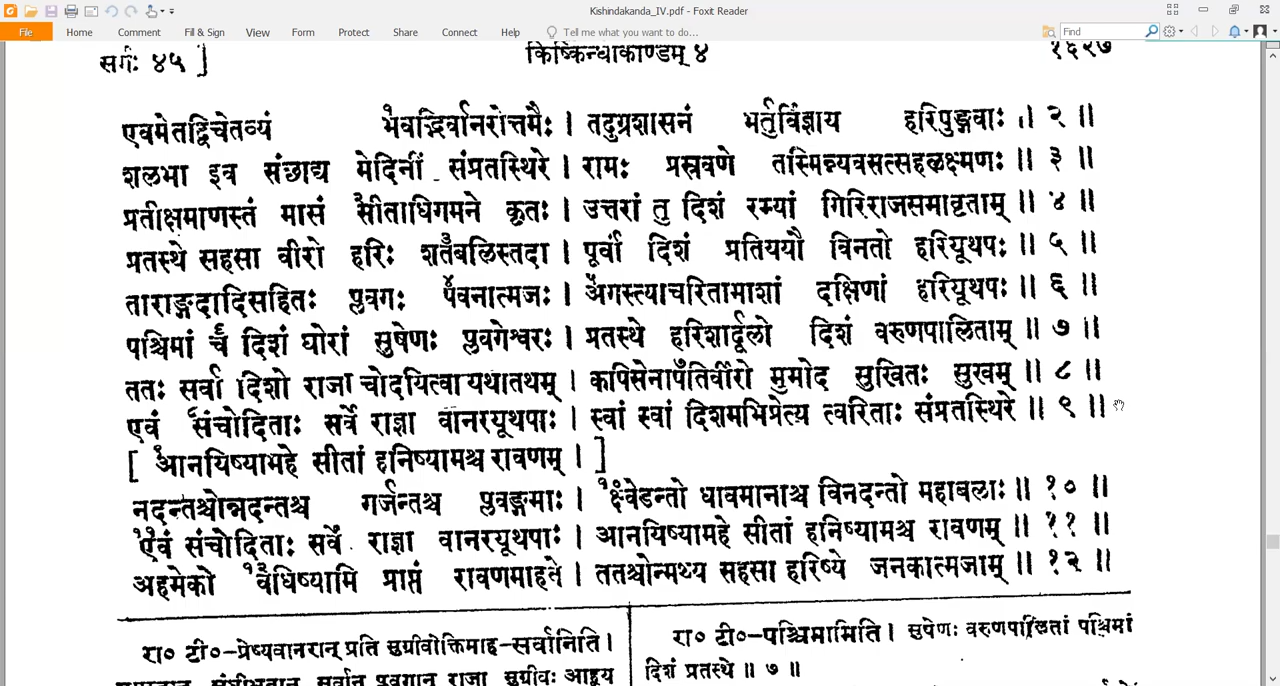 Kishindakanda_IV.pdf - Foxit Reader
File Home Comment Fill & Sign View Form Protect Share Connect Help Tell me what you want to do... Find
सर्गः ४५ ] किष्किन्धाकाण्डम् ४ १६९७
एवमेतद्विचेतव्यं भवद्भिर्वानरोत्तमैः । तदुग्रशासनं भर्तुर्विज्ञाय हरिपुङ्गवाः ॥ २ ॥
शलभा इव संछाद्य मेदिनीं संप्रतस्थिरे । रामः प्रस्रवणे तस्मिन्न्यवसत्सहलक्ष्मणः ॥ ३ ॥
प्रतीक्षमाणस्तं मासं सीताधिगमने कृतः । उत्तरां तु दिशं रम्यां गिरिराजसमावृताम् ॥ ४ ॥
प्रतस्थे सहसा वीरो हरिः शतबलिस्तदा । पूर्वां दिशं प्रतिययौ विनतो हरियूथपः ॥ ५ ॥
ताराङ्गदादिसहितः प्लवगः पवनात्मजः । अगस्त्याचरितामाशां दक्षिणां हरियूथपः ॥ ६ ॥
पश्चिमां च दिशं घोरां सुषेणः प्लवगेश्वरः । प्रतस्थे हरिशार्दूलो दिशं वरुणपालिताम् ॥ ७ ॥
ततः सर्वा दिशो राजा चोदयित्वा यथातथम् । कपिसेनापतिर्वीरो मुमोद सुखितः सुखम् ॥ ८ ॥
एवं संचोदिताः सर्वे राज्ञा वानरयूथपाः । स्वां स्वां दिशमभिप्रेत्य त्वरिताः संप्रतस्थिरे ॥ ९ ॥
[ आनयिष्यामहे सीतां हनिष्यामश्च रावणम् । ]
नदन्तश्चोन्नदन्तश्च गर्जन्तश्च प्लवङ्गमाः । क्ष्वेडन्तो धावमानाश्च विनदन्तो महाबलाः ॥ १० ॥
एवं संचोदिताः सर्वे राज्ञा वानरयूथपाः । आनयिष्यामहे सीतां हनिष्यामश्च रावणम् ॥ ११ ॥
अहमेको वधिष्यामि प्राप्तं रावणमाहवे । ततश्चोन्मथ्य सहसा हरिष्ये जनकात्मजाम् ॥ १२ ॥
रा० टी०-प्रेष्यवानरान् प्रति सुग्रीवोक्तिमाह-सर्वानिति ।
सर्वान् प्लवगान् राजा सुग्रीवः आहूय
रा० टी०-पश्चिमामिति । सुषेणः वरुणपालितां पश्चिमां
दिशं प्रतस्थे ॥ ७ ॥